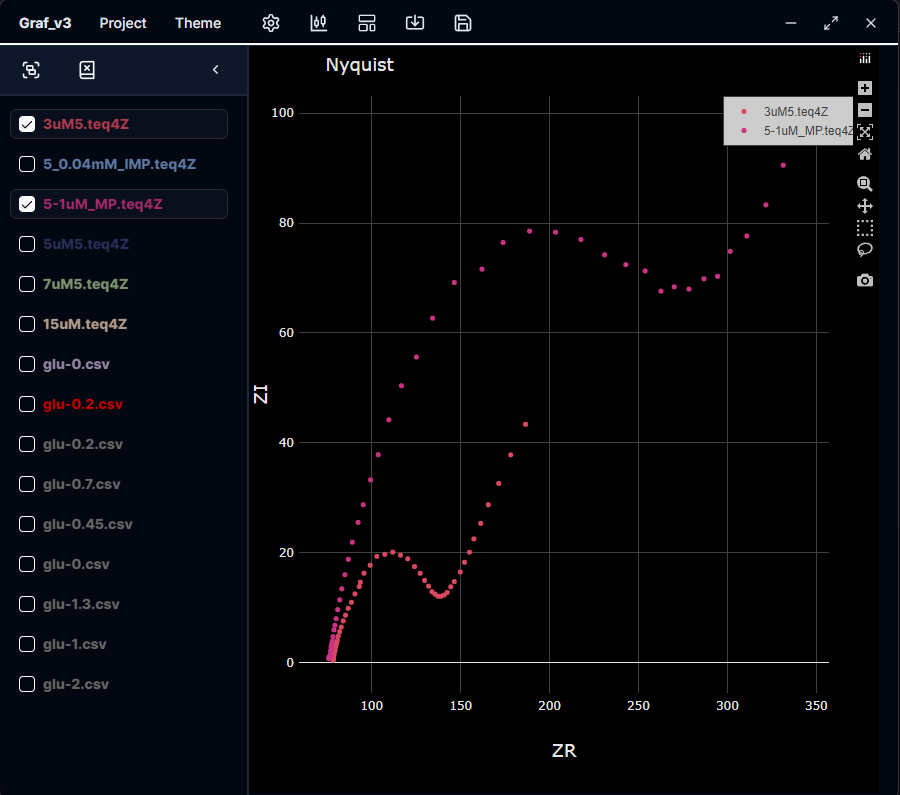 Graf_v3 Project Theme
3uM5.teq4Z
5_0.04mM_IMP.teq4Z
5-1uM_MP.teq4Z
5uM5.teq4Z
7uM5.teq4Z
15uM.teq4Z
glu-0.csv
glu-0.2.csv
glu-0.2.csv
glu-0.7.csv
glu-0.45.csv
glu-0.csv
glu-1.3.csv
glu-1.csv
glu-2.csv
Nyquist
3uM5.teq4Z
5-1uM_MP.teq4Z
100
80
60
40
20
0
ZI
100 150 200 250 300 350
ZR